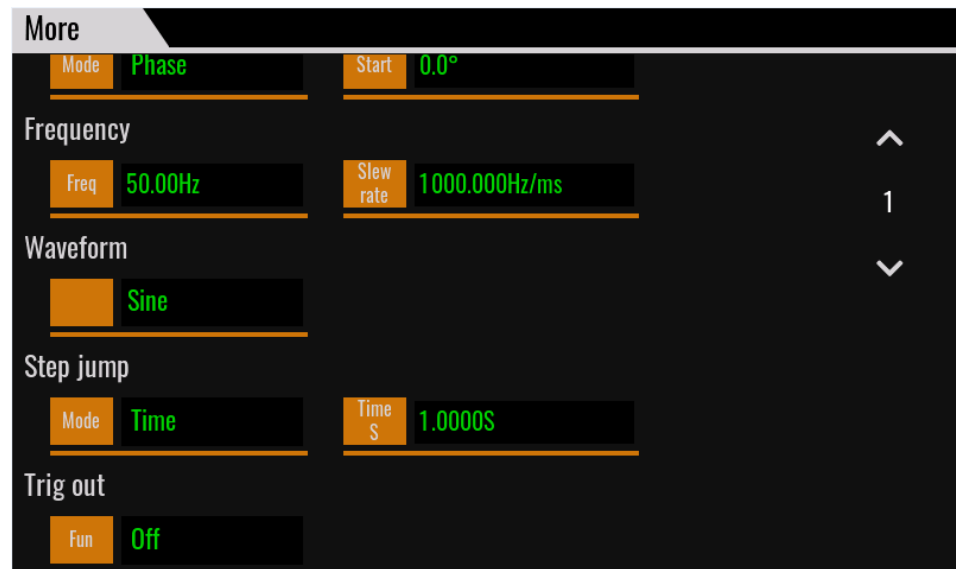 More
Mode Phase Start 0.0°
Frequency
Freq 50.00Hz Slew rate 1000.000Hz/ms
1
Waveform
Sine
Step jump
Mode Time Time S 1.0000S
Trig out
Fun Off